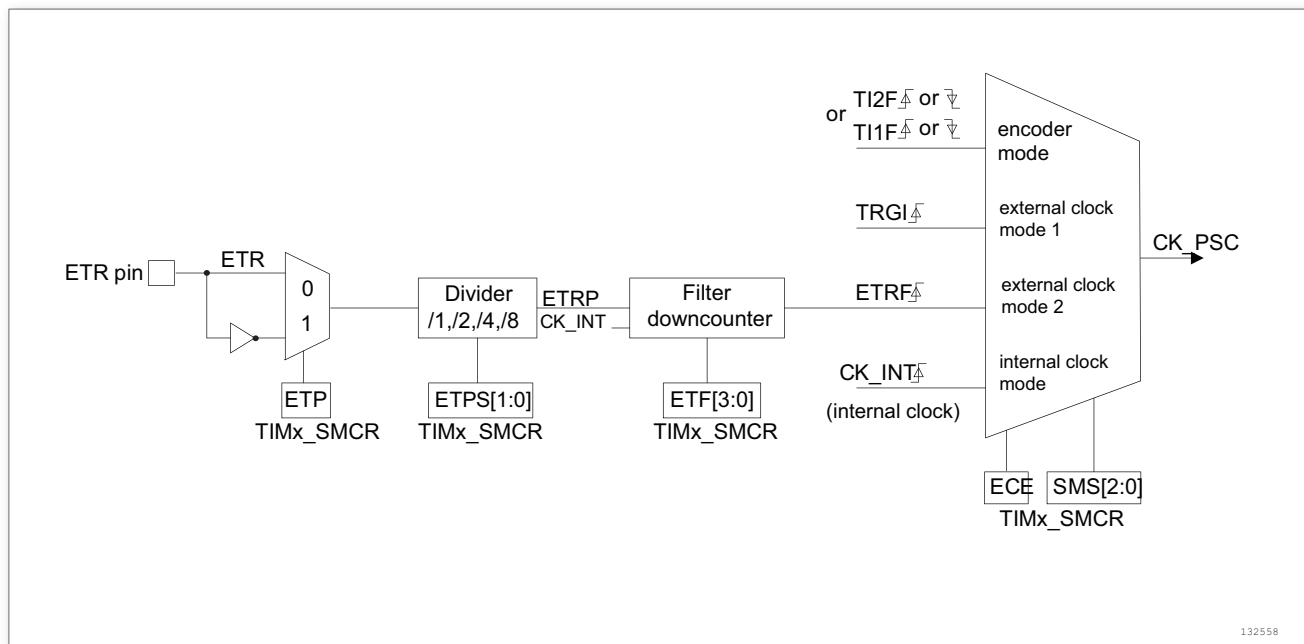 TI2F or
or
TI1F or
encoder
mode
TRGI
external clock
mode 1
CK_PSC
ETR pin
ETR
0
1
Divider
/1,/2,/4,/8
ETRP
CK_INT
Filter
downcounter
ETRF
external clock
mode 2
CK_INT
(internal clock)
internal clock
mode
ETP
TIMx_SMCR
ETPS[1:0]
TIMx_SMCR
ETF[3:0]
TIMx_SMCR
ECE
SMS[2:0]
TIMx_SMCR
132558